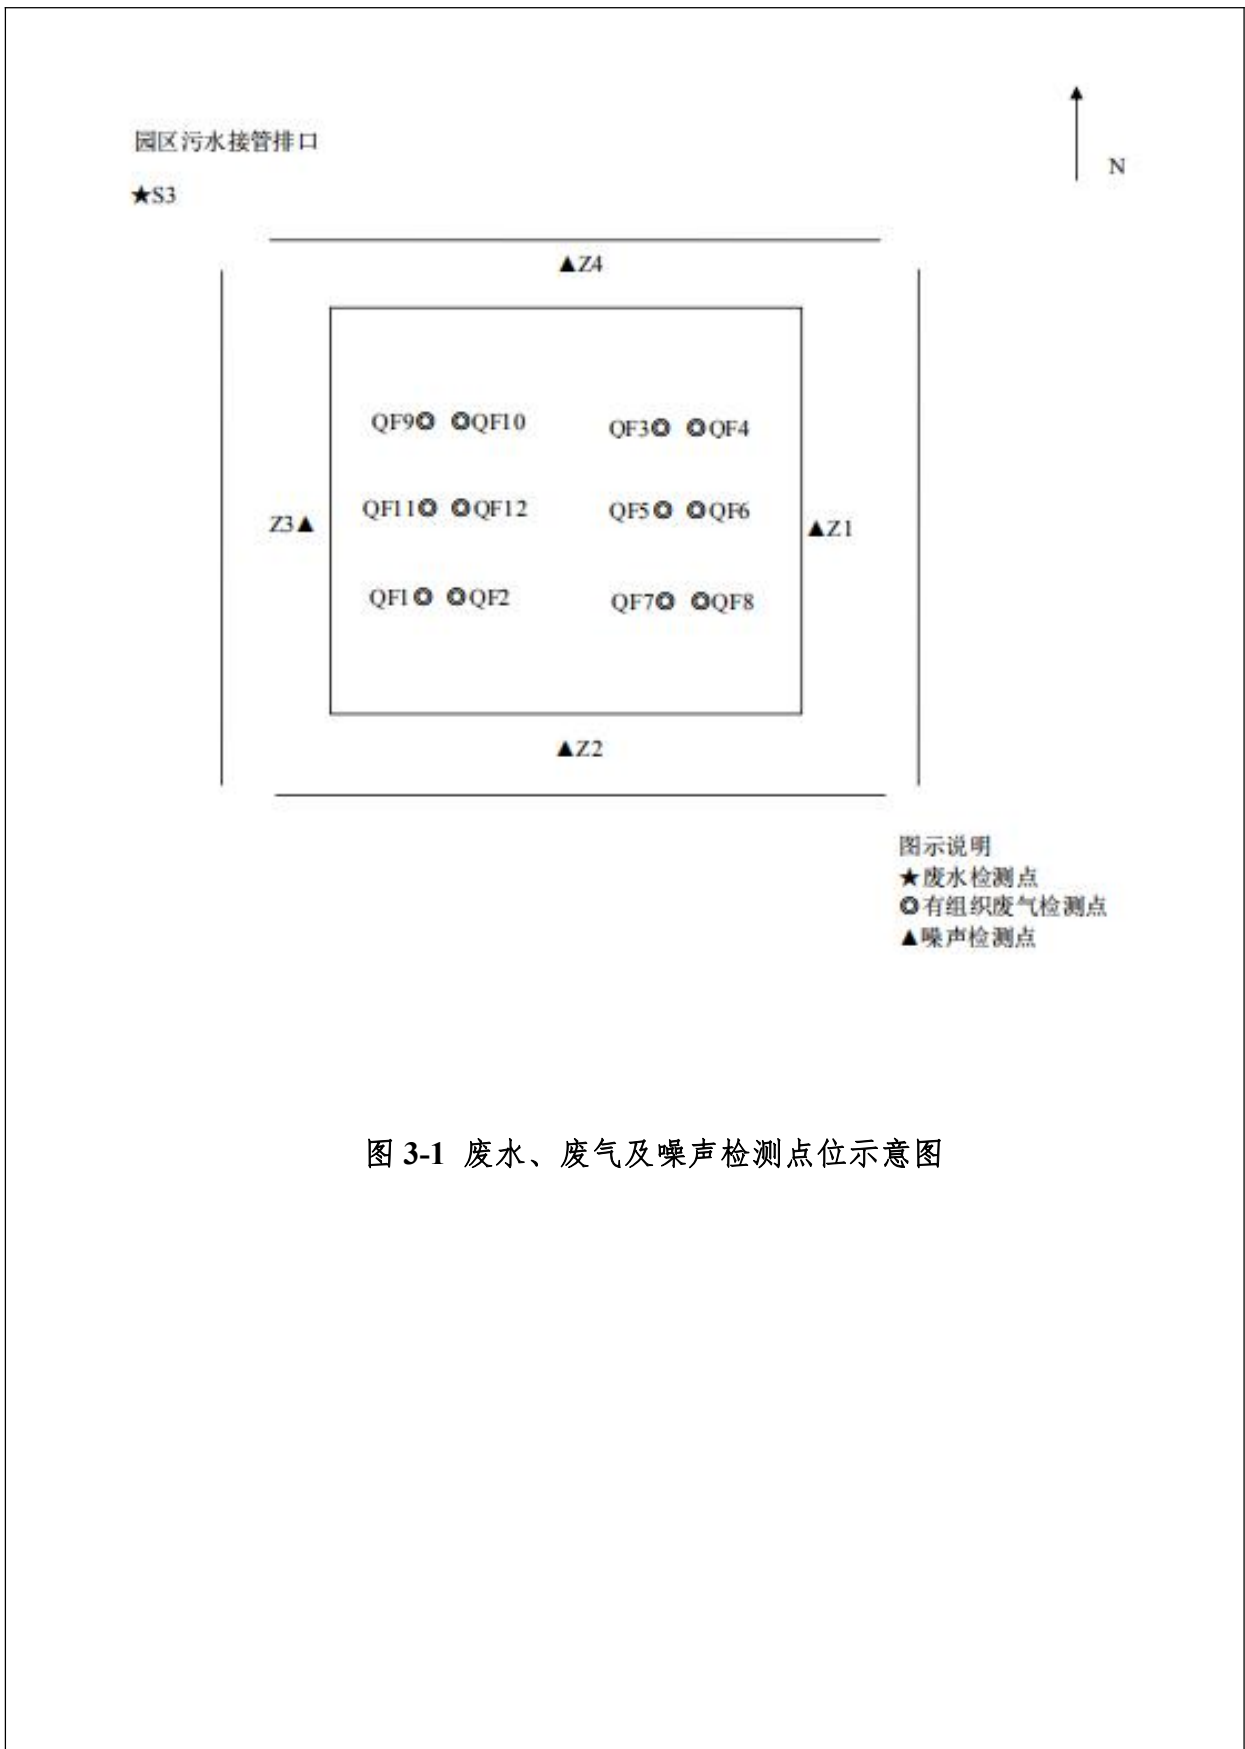 园区污水接管排口
N
★S3
▲Z4
QF9◎ ◎QF10
QF3◎ ◎QF4
QF11◎ ◎QF12
QF5◎ ◎QF6
Z3▲
▲Z1
QF1◎ ◎QF2
QF7◎ ◎QF8
▲Z2
图示说明
★废水检测点
◎有组织废气检测点
▲噪声检测点
图 3-1 废水、废气及噪声检测点位示意图